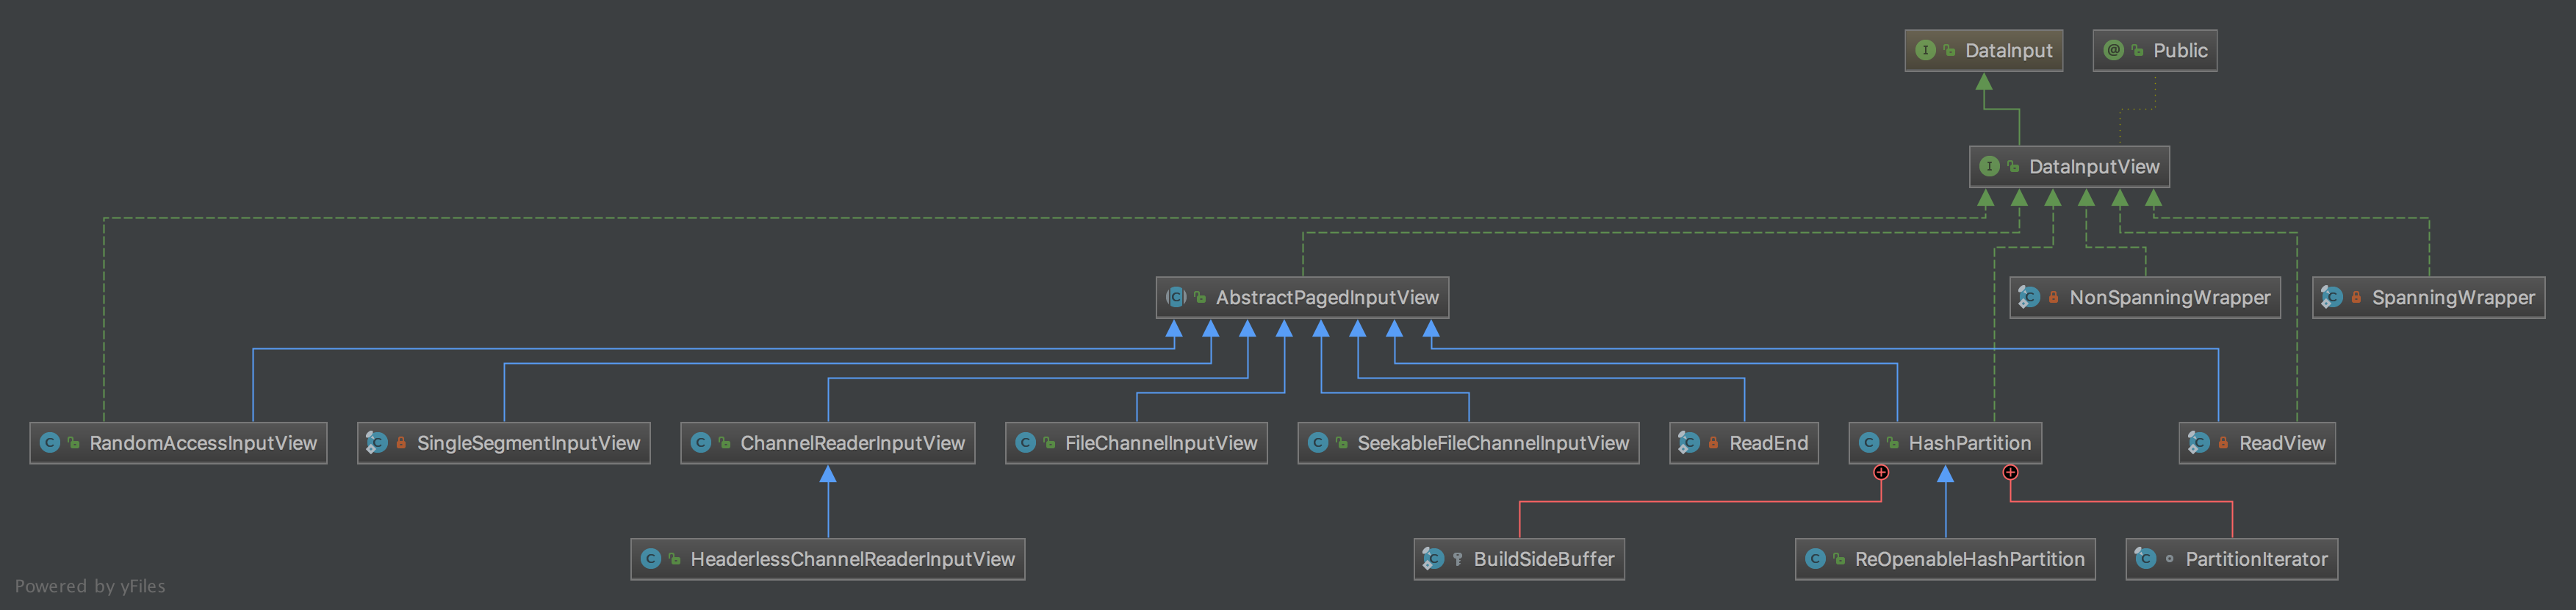 DataInput
Public
DataInputView
AbstractPagedInputView
NonSpanningWrapper
SpanningWrapper
RandomAccessInputView
SingleSegmentInputView
ChannelReaderInputView
FileChannelInputView
SeekableFileChannelInputView
ReadEnd
HashPartition
ReadView
HeaderlessChannelReaderInputView
BuildSideBuffer
ReOpenableHashPartition
PartitionIterator
Powered by yFiles